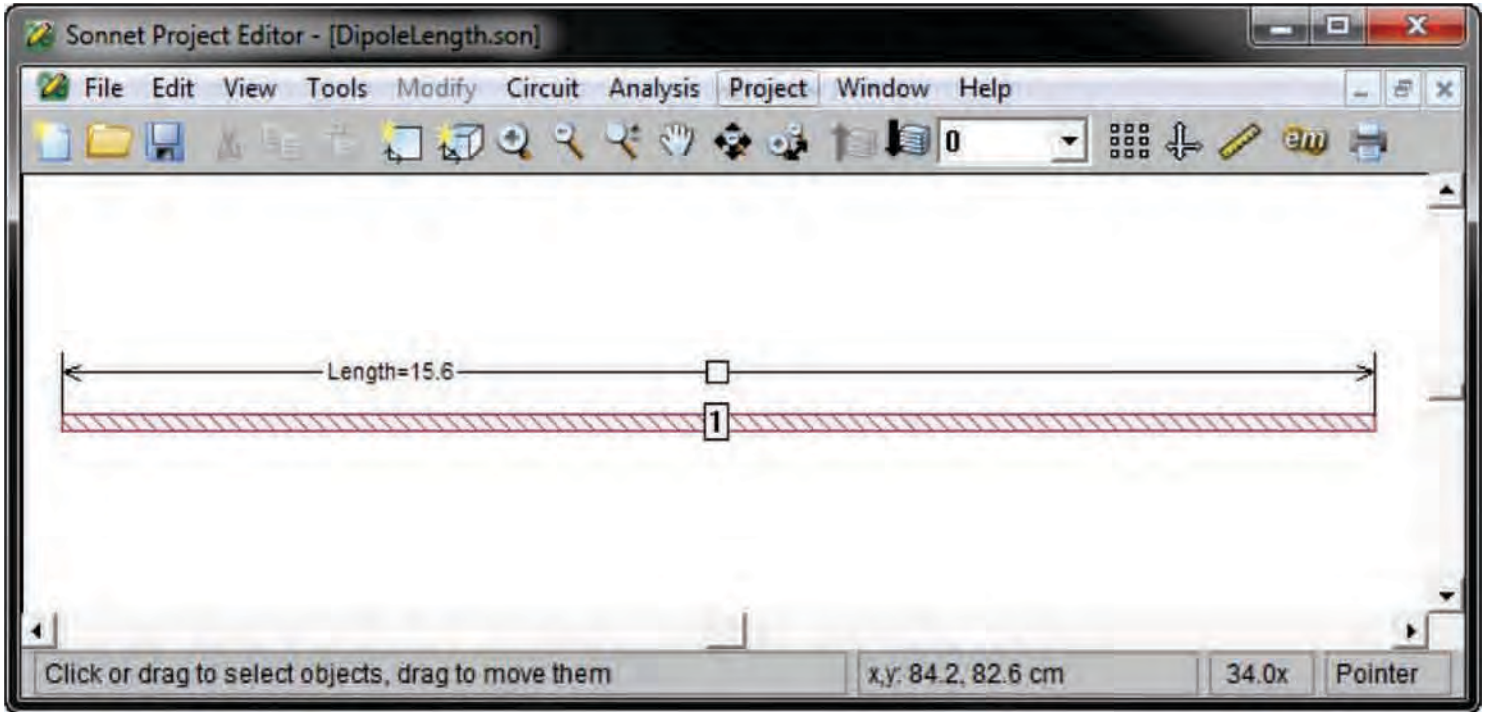 Sonnet Project Editor - [DipoleLength.son]
File Edit View Tools Modify Circuit Analysis Project Window Help
em 0
Length=15.6
1
Click or drag to select objects, drag to move them x,y: 84.2, 82.6 cm 34.0x Pointer